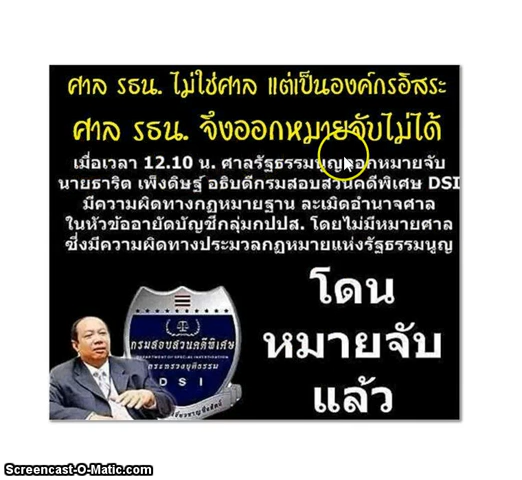 ศาล รธน. ไม่ใช่ศาล แต่เป็นองค์กรอิสระ
ศาล รธน. จึงออกหมายจับไม่ได้
เมื่อเวลา 12.10 น. ศาลรัฐธรรมนูญออกหมายจับ
นายธาริต เพ็งดิษฐ์ อธิบดีกรมสอบสวนคดีพิเศษ DSI
มีความผิดทางกฎหมายฐาน ละเมิดอำนาจศาล
ในหัวข้ออายัดบัญชีกลุ่มกปปส. โดยไม่มีหมายศาล
ซึ่งมีความผิดทางประมวลกฎหมายแห่งรัฐธรรมนูญ
โดน
หมายจับ
แล้ว
กรมสอบสวนคดีพิเศษ
DEPARTMENT OF SPECIAL INVESTIGATION
กระทรวงยุติธรรม
DSI
Screencast-O-Matic.com